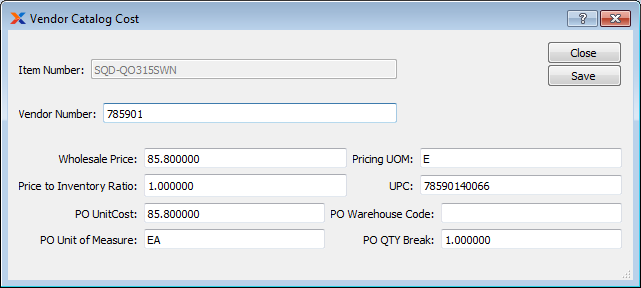 Vendor Catalog Cost
Close
Item Number: SQD-QO315SWN
Save
Vendor Number: 785901
Wholesale Price: 85.800000 Pricing UOM: E
Price to Inventory Ratio: 1.000000 UPC: 78590140066
PO UnitCost: 85.800000 PO Warehouse Code:
PO Unit of Measure: EA PO QTY Break: 1.000000